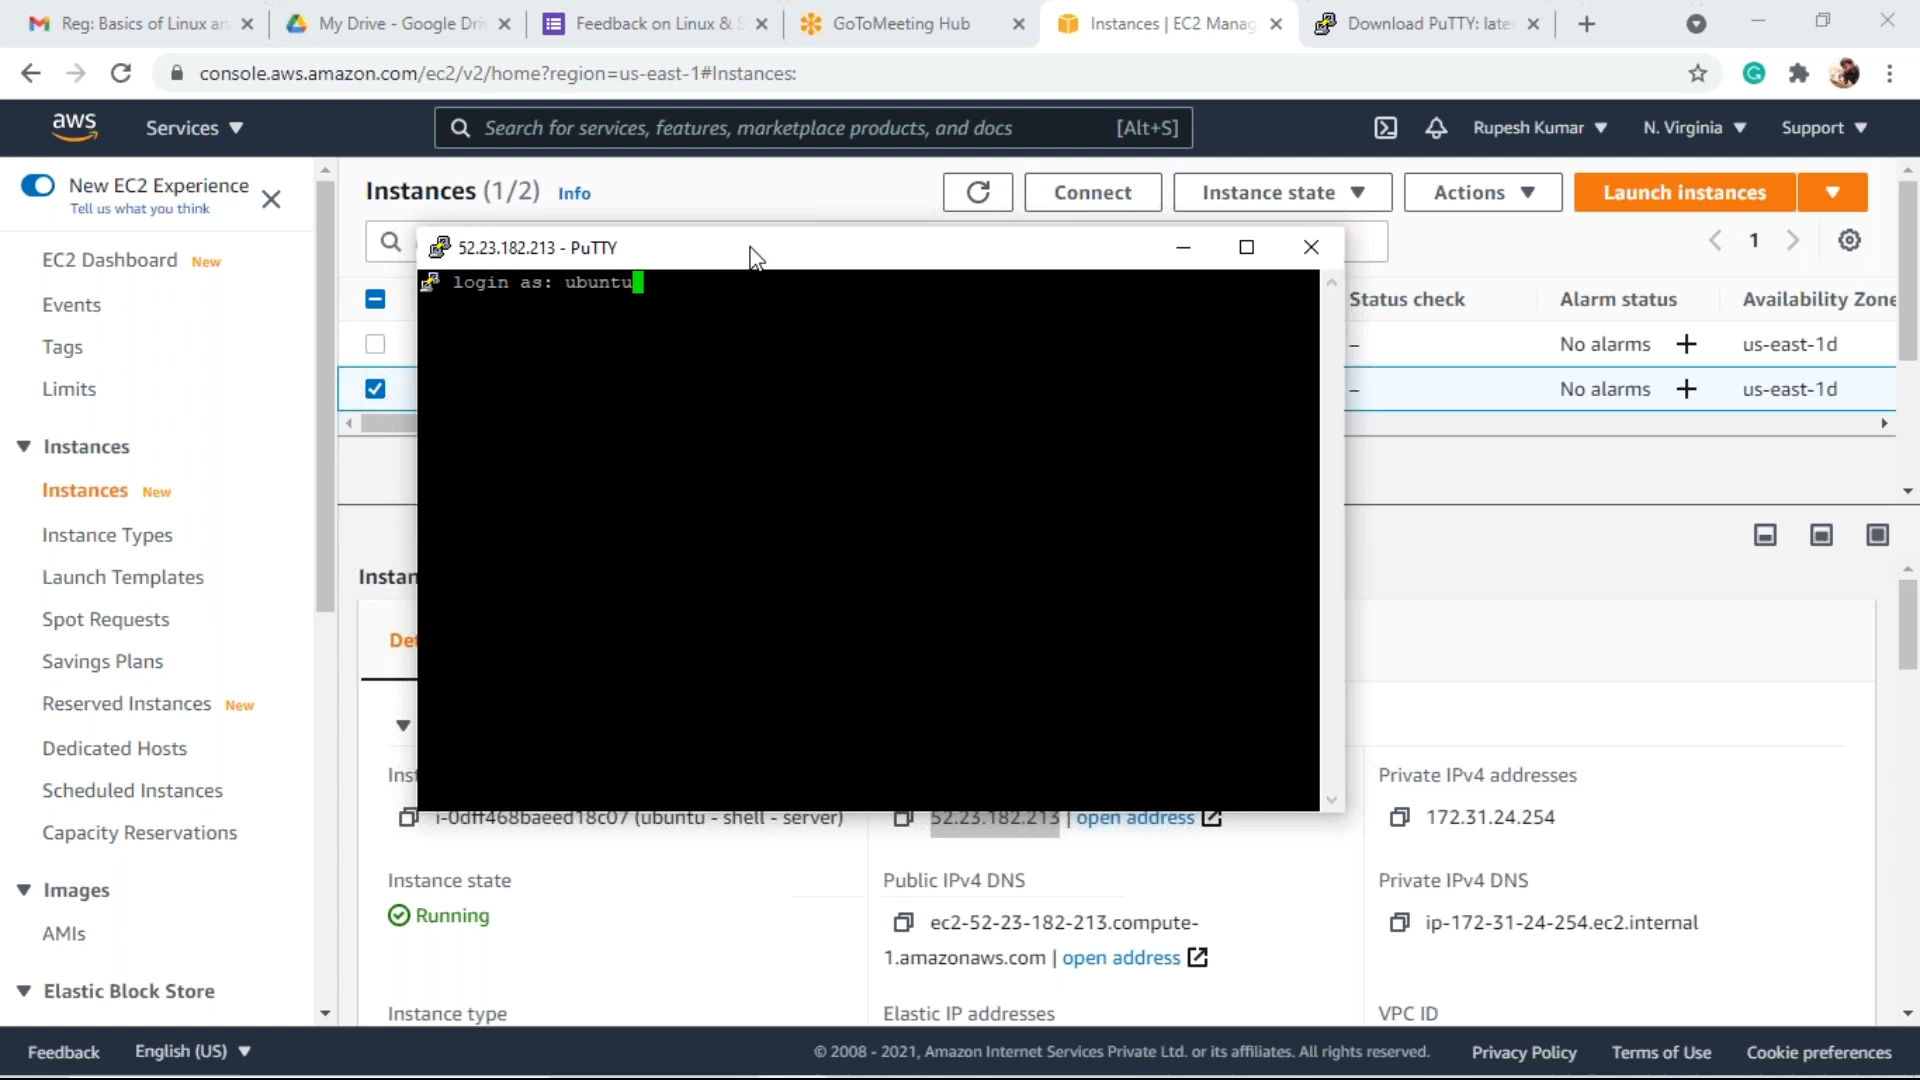 Reg: Basics of Linux an
My Drive - Google Dri
Feedback on Linux & S
GoToMeeting Hub
Instances | EC2 Manag
Download PuTTY: lates
console.aws.amazon.com/ec2/v2/home?region=us-east-1#Instances:
aws
Services
Search for services, features, marketplace products, and docs
[Alt+S]
Rupesh Kumar
N. Virginia
Support
New EC2 Experience
Tell us what you think
EC2 Dashboard New
Events
Tags
Limits
Instances
Instances New
Instance Types
Launch Templates
Spot Requests
Savings Plans
Reserved Instances New
Dedicated Hosts
Scheduled Instances
Capacity Reservations
Images
AMIs
Elastic Block Store
Instances (1/2) Info
Connect
Instance state
Actions
Launch instances
1
52.23.182.213 - PuTTY
login as: ubuntu
Status check
Alarm status
Availability Zone
–
No alarms
us-east-1d
–
No alarms
us-east-1d
Instan
Det
Inst
i-0dff468baeed18c07 (ubuntu - shell - server)
52.23.182.213 | open address
Private IPv4 addresses
172.31.24.254
Instance state
Running
Public IPv4 DNS
ec2-52-23-182-213.compute-
1.amazonaws.com | open address
Private IPv4 DNS
ip-172-31-24-254.ec2.internal
Instance type
Elastic IP addresses
VPC ID
Feedback
English (US)
© 2008 - 2021, Amazon Internet Services Private Ltd. or its affiliates. All rights reserved.
Privacy Policy
Terms of Use
Cookie preferences